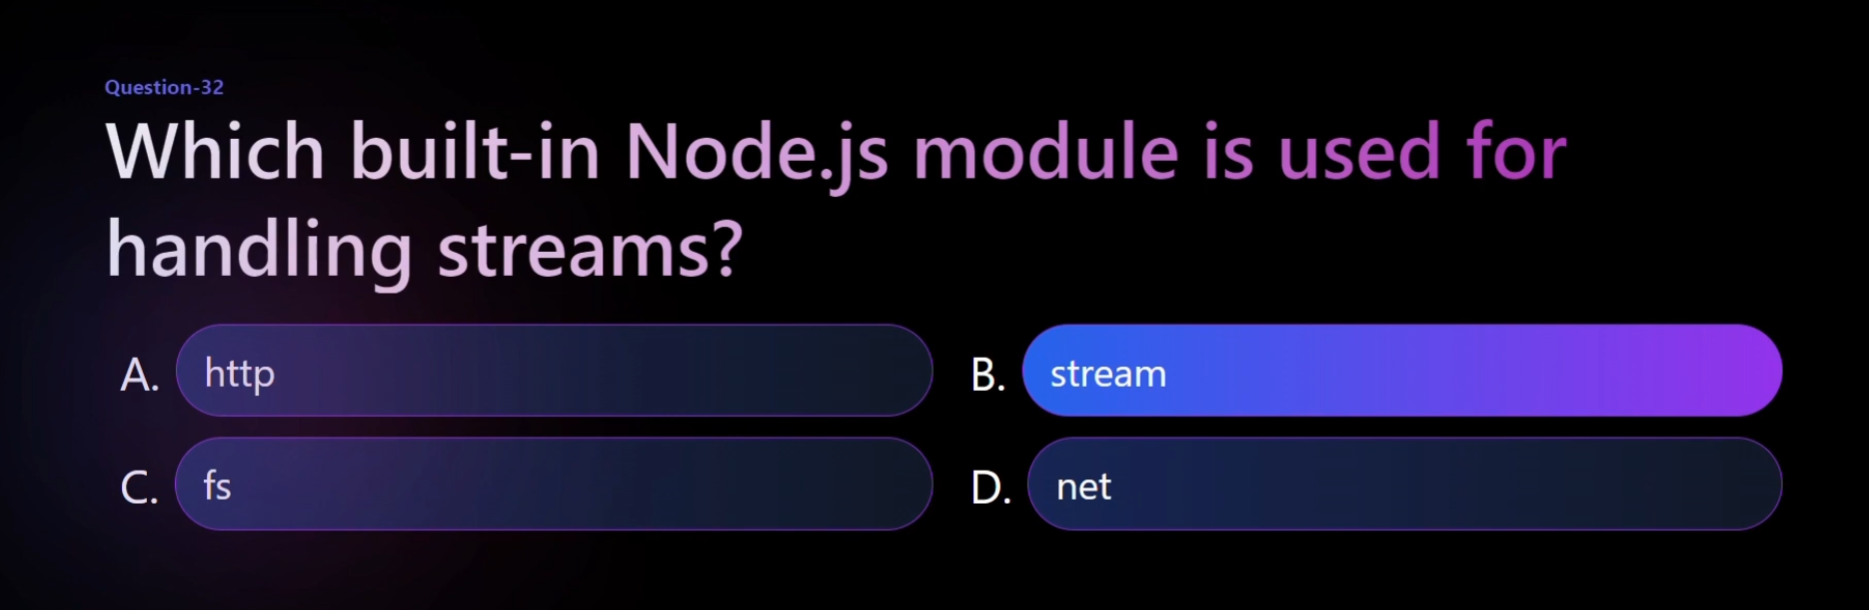 Question-32
Which built-in Node.js module is used for
handling streams?
A. http
B. stream
C. fs
D. net